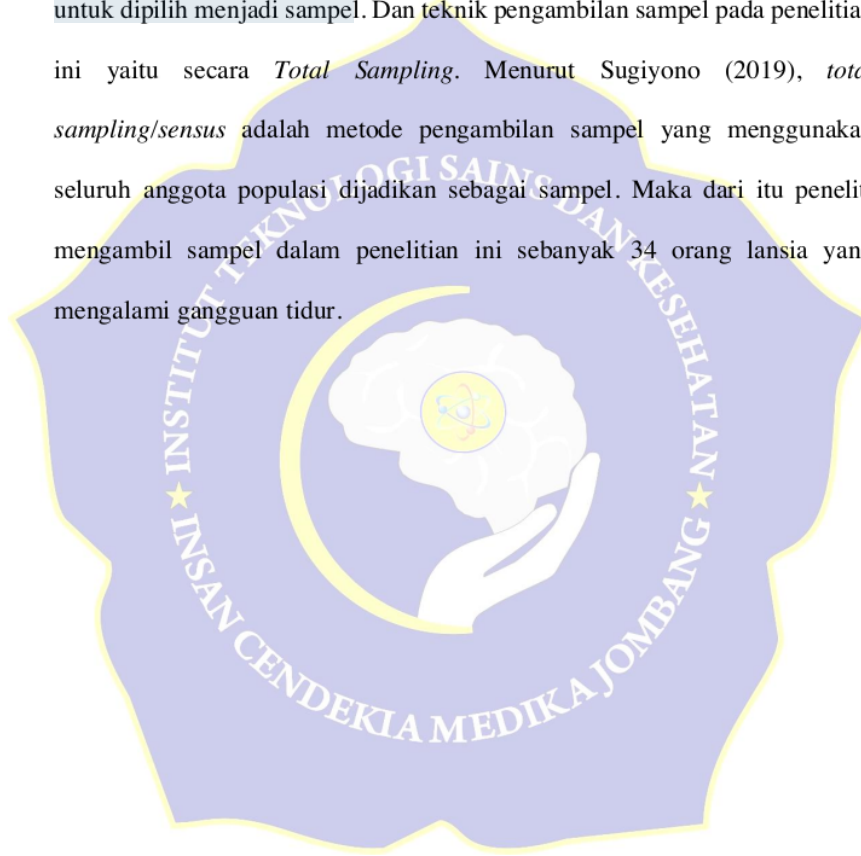 untuk dipilih menjadi sampel. Dan teknik pengambilan sampel pada penelitia
ini yaitu secara Total Sampling. Menurut Sugiyono (2019), tota
sampling/sensus adalah metode pengambilan sampel yang menggunaka
seluruh anggota populasi dijadikan sebagai sampel. Maka dari itu penelit
mengambil sampel dalam penelitian ini sebanyak 34 orang lansia yan
mengalami gangguan tidur.
INSTITUT TEKNOLOGI SAINS DAN KESEHATAN
INSAN CENDEKIA MEDIKA JOMBANG